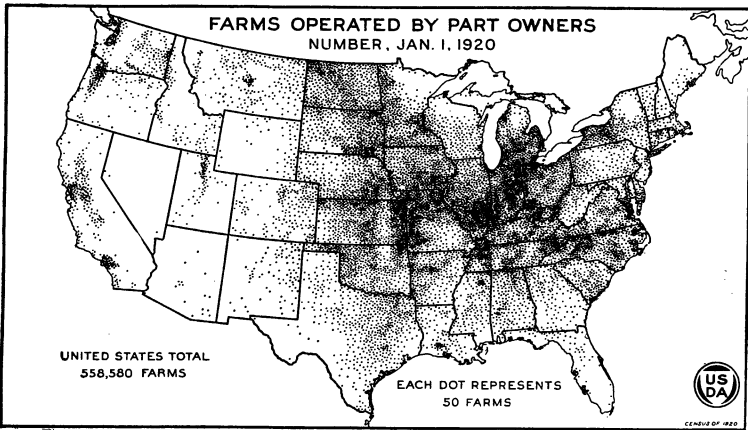 FARMS OPERATED BY PART OWNERS
NUMBER, JAN. 1, 1920
UNITED STATES TOTAL
558,580 FARMS
EACH DOT REPRESENTS
50 FARMS
US
DA
CENSUS OF 1920